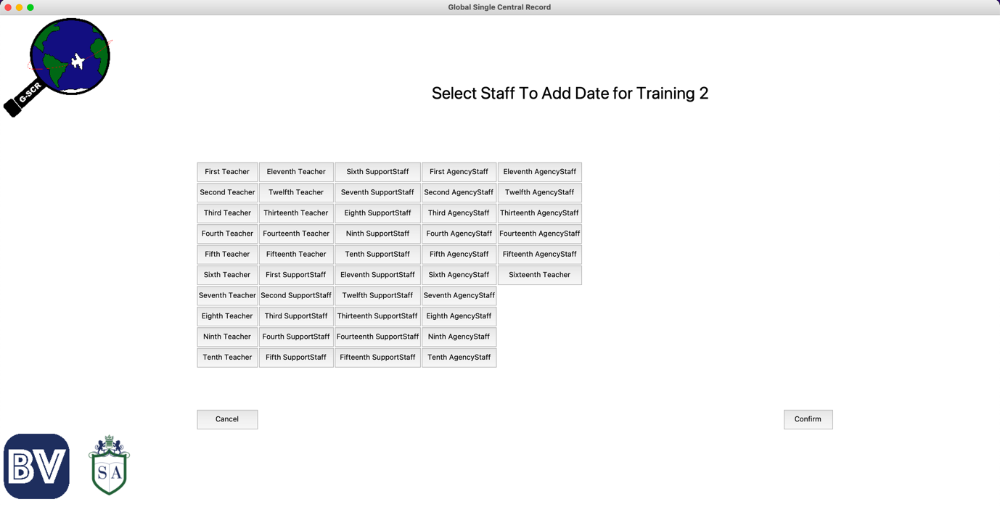 Global Single Central Record
G-SCR
Select Staff To Add Date for Training 2
First Teacher Eleventh Teacher Sixth SupportStaff First AgencyStaff Eleventh AgencyStaff
Second Teacher Twelfth Teacher Seventh SupportStaff Second AgencyStaff Twelfth AgencyStaff
Third Teacher Thirteenth Teacher Eighth SupportStaff Third AgencyStaff Thirteenth AgencyStaff
Fourth Teacher Fourteenth Teacher Ninth SupportStaff Fourth AgencyStaff Fourteenth AgencyStaff
Fifth Teacher Fifteenth Teacher Tenth SupportStaff Fifth AgencyStaff Fifteenth AgencyStaff
Sixth Teacher First SupportStaff Eleventh SupportStaff Sixth AgencyStaff Sixteenth Teacher
Seventh Teacher Second SupportStaff Twelfth SupportStaff Seventh AgencyStaff
Eighth Teacher Third SupportStaff Thirteenth SupportStaff Eighth AgencyStaff
Ninth Teacher Fourth SupportStaff Fourteenth SupportStaff Ninth AgencyStaff
Tenth Teacher Fifth SupportStaff Fifteenth SupportStaff Tenth AgencyStaff
Cancel Confirm
BV SA